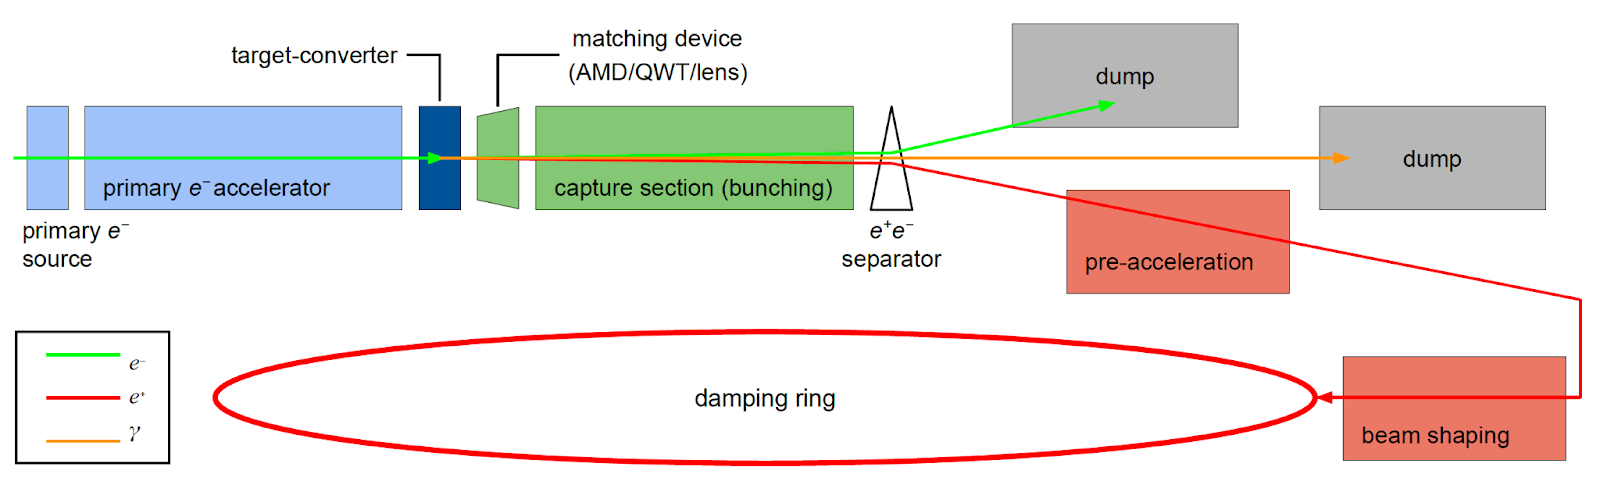 target-converter
matching device
(AMD/QWT/lens)
dump
dump
primary e⁻ accelerator
capture section (bunching)
primary e⁻
source
e⁺e⁻
separator
pre-acceleration
e⁻
e⁺
γ
damping ring
beam shaping